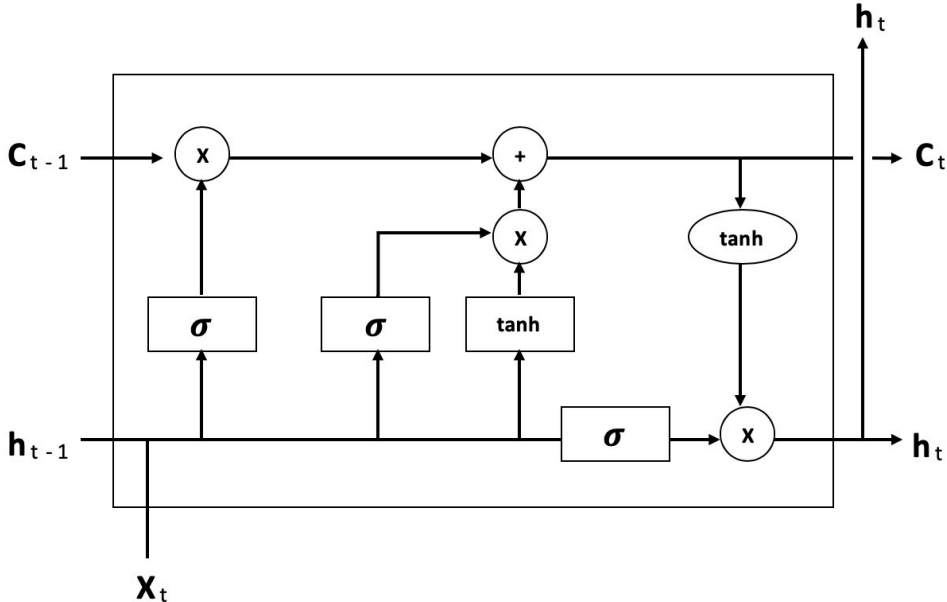 h t
C t - 1
X
+
C t
X
tanh
σ
σ
tanh
h t - 1
σ
X
h t
X t